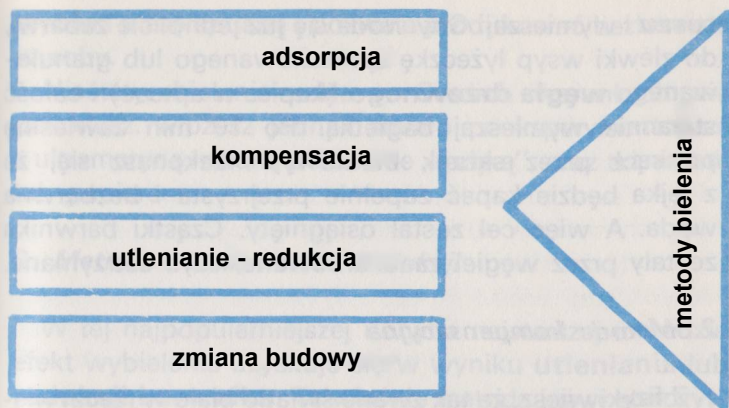 adsorpcja
kompensacja
utlenianie - redukcja
zmiana budowy
metody bielenia